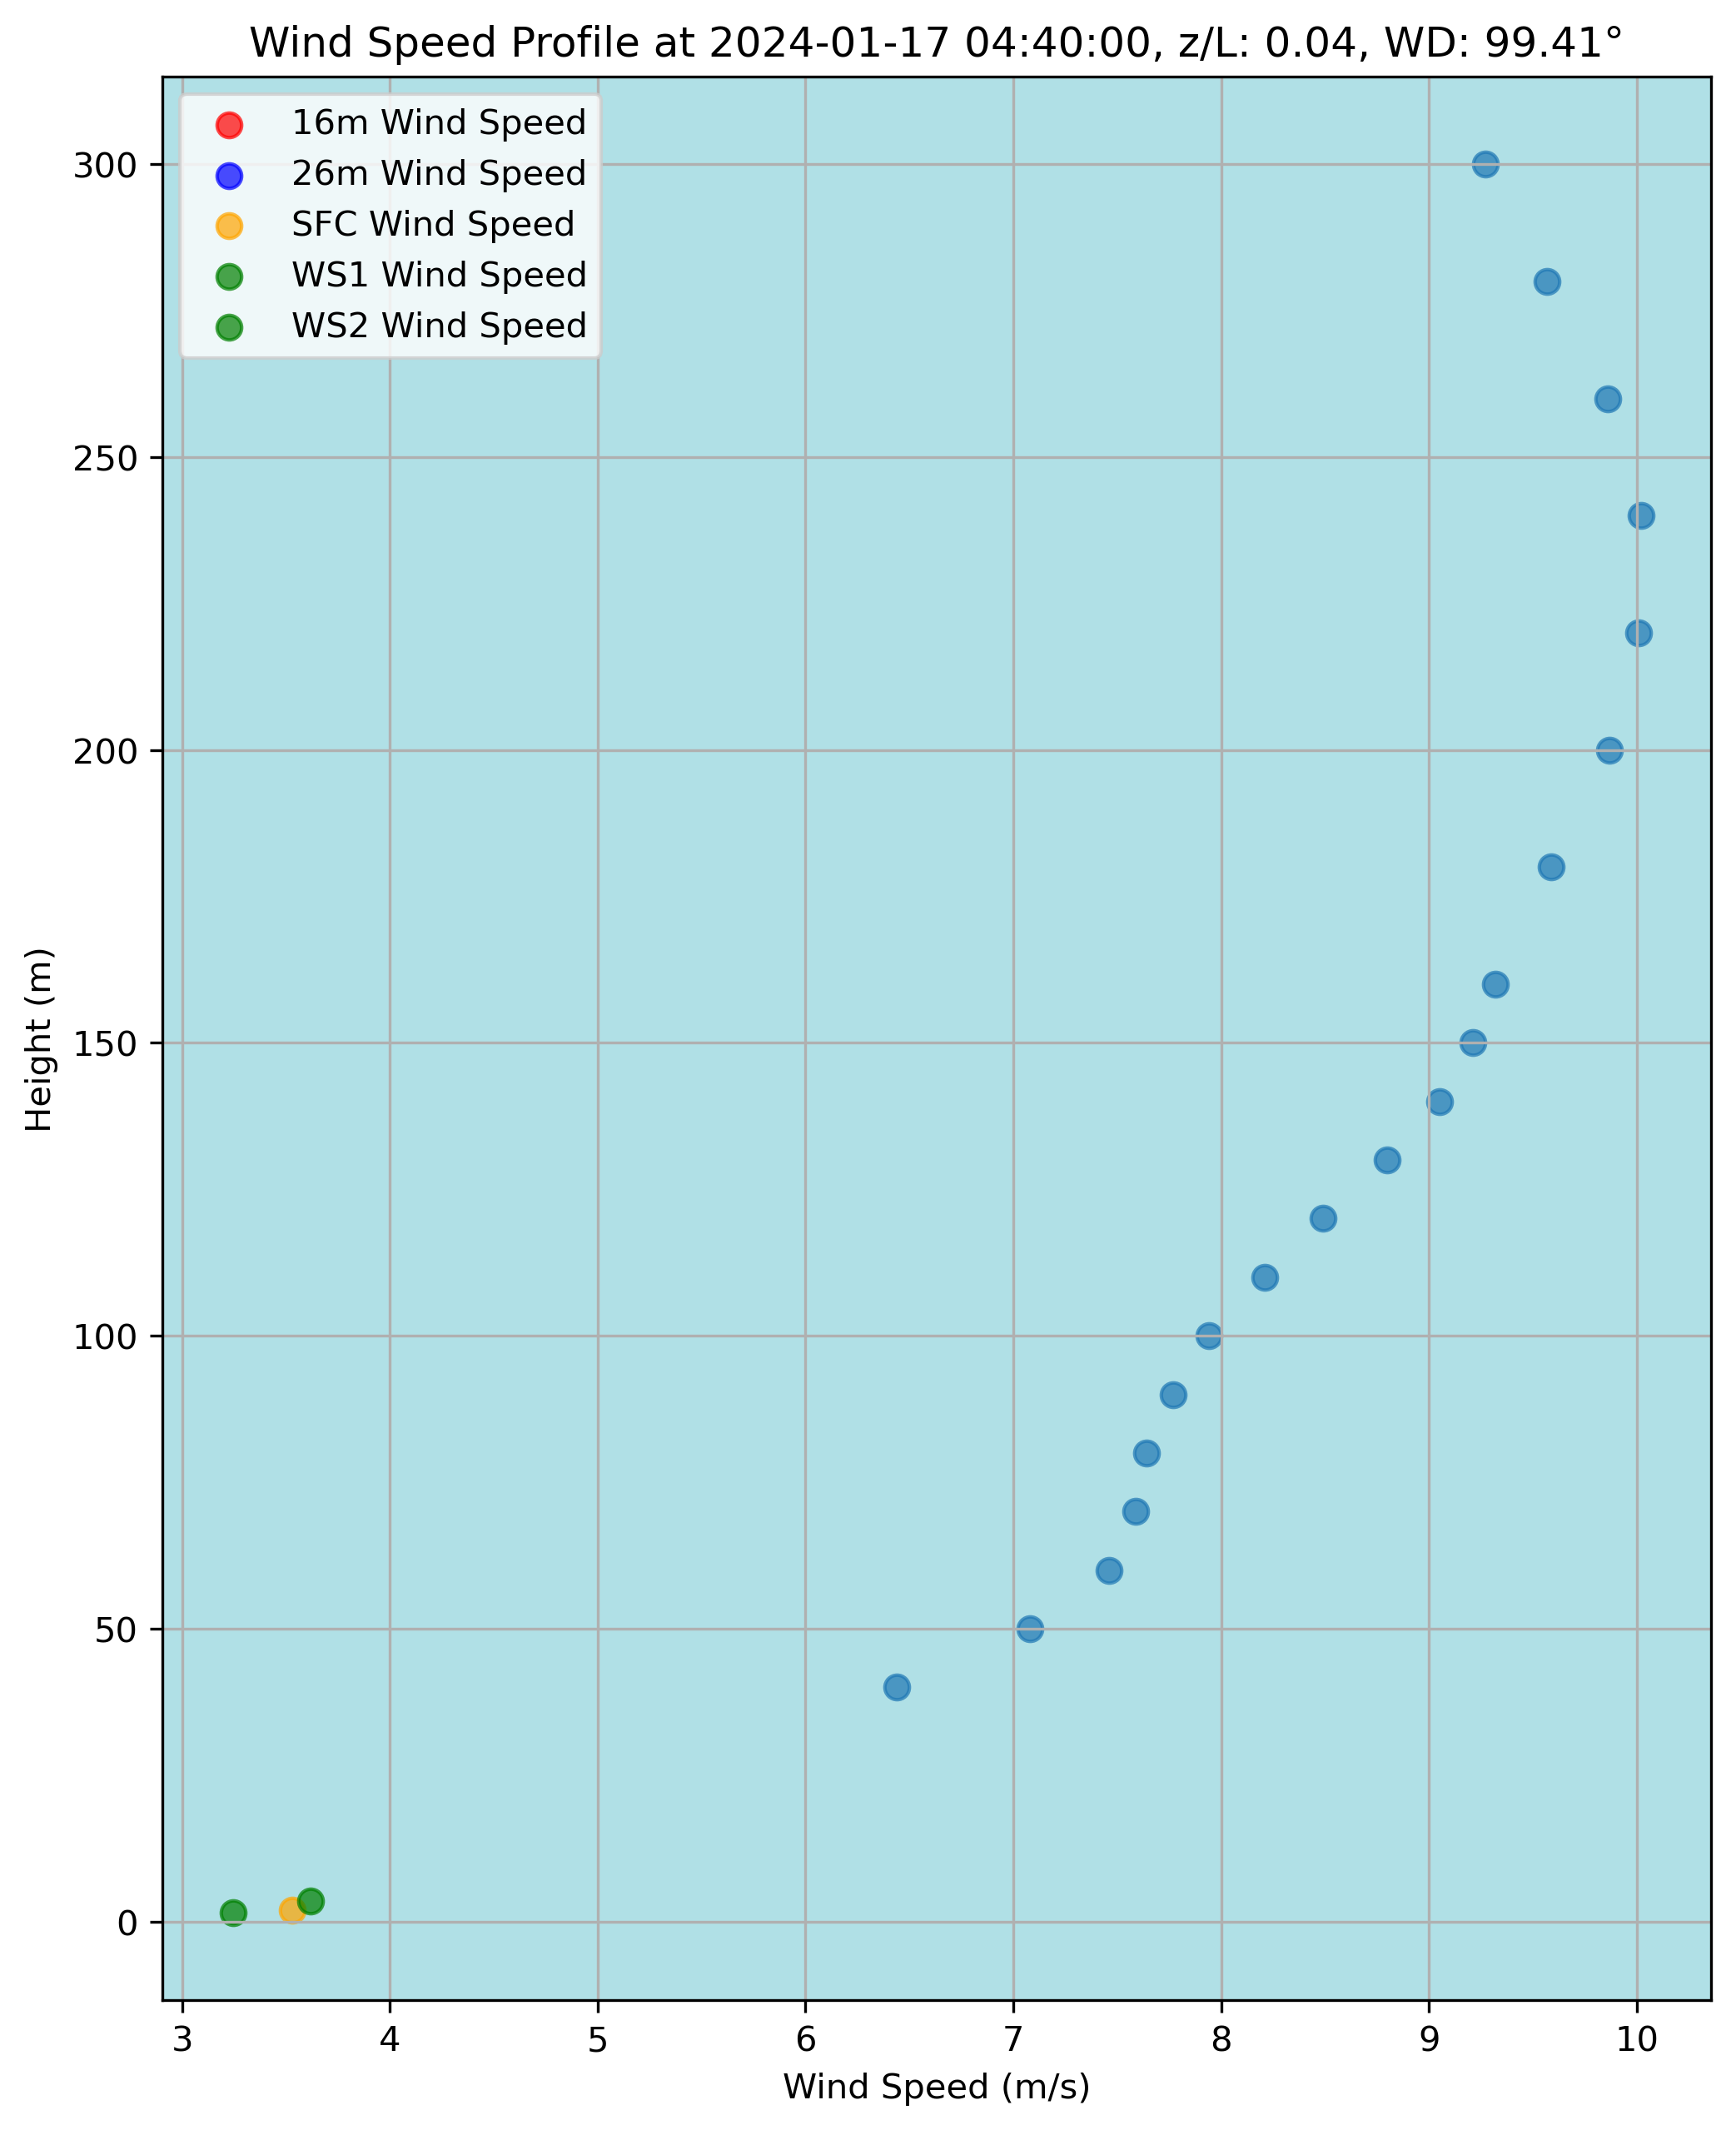 Wind Speed Profile at 2024-01-17 04:40:00, z/L: 0.04, WD: 99.41°
16m Wind Speed
26m Wind Speed
SFC Wind Speed
WS1 Wind Speed
WS2 Wind Speed
300
250
200
150
100
50
0
Height (m)
3 4 5 6 7 8 9 10
Wind Speed (m/s)